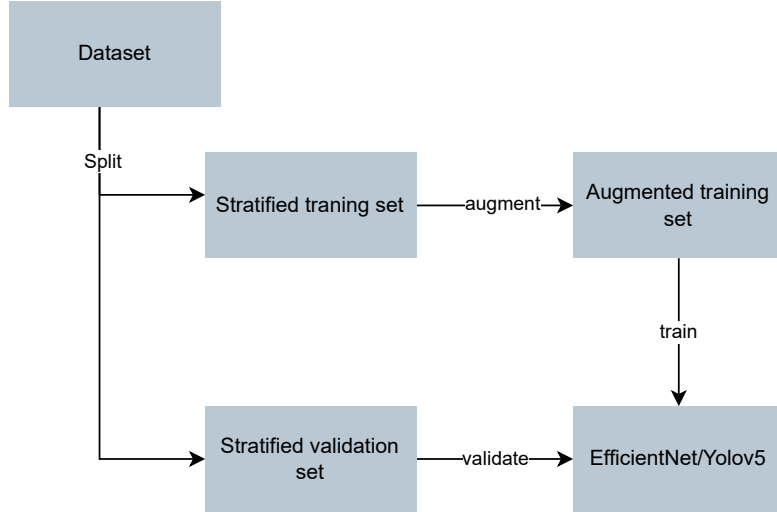 Dataset
Split
Stratified traning set
augment
Augmented training
set
train
Stratified validation
set
validate
EfficientNet/Yolov5